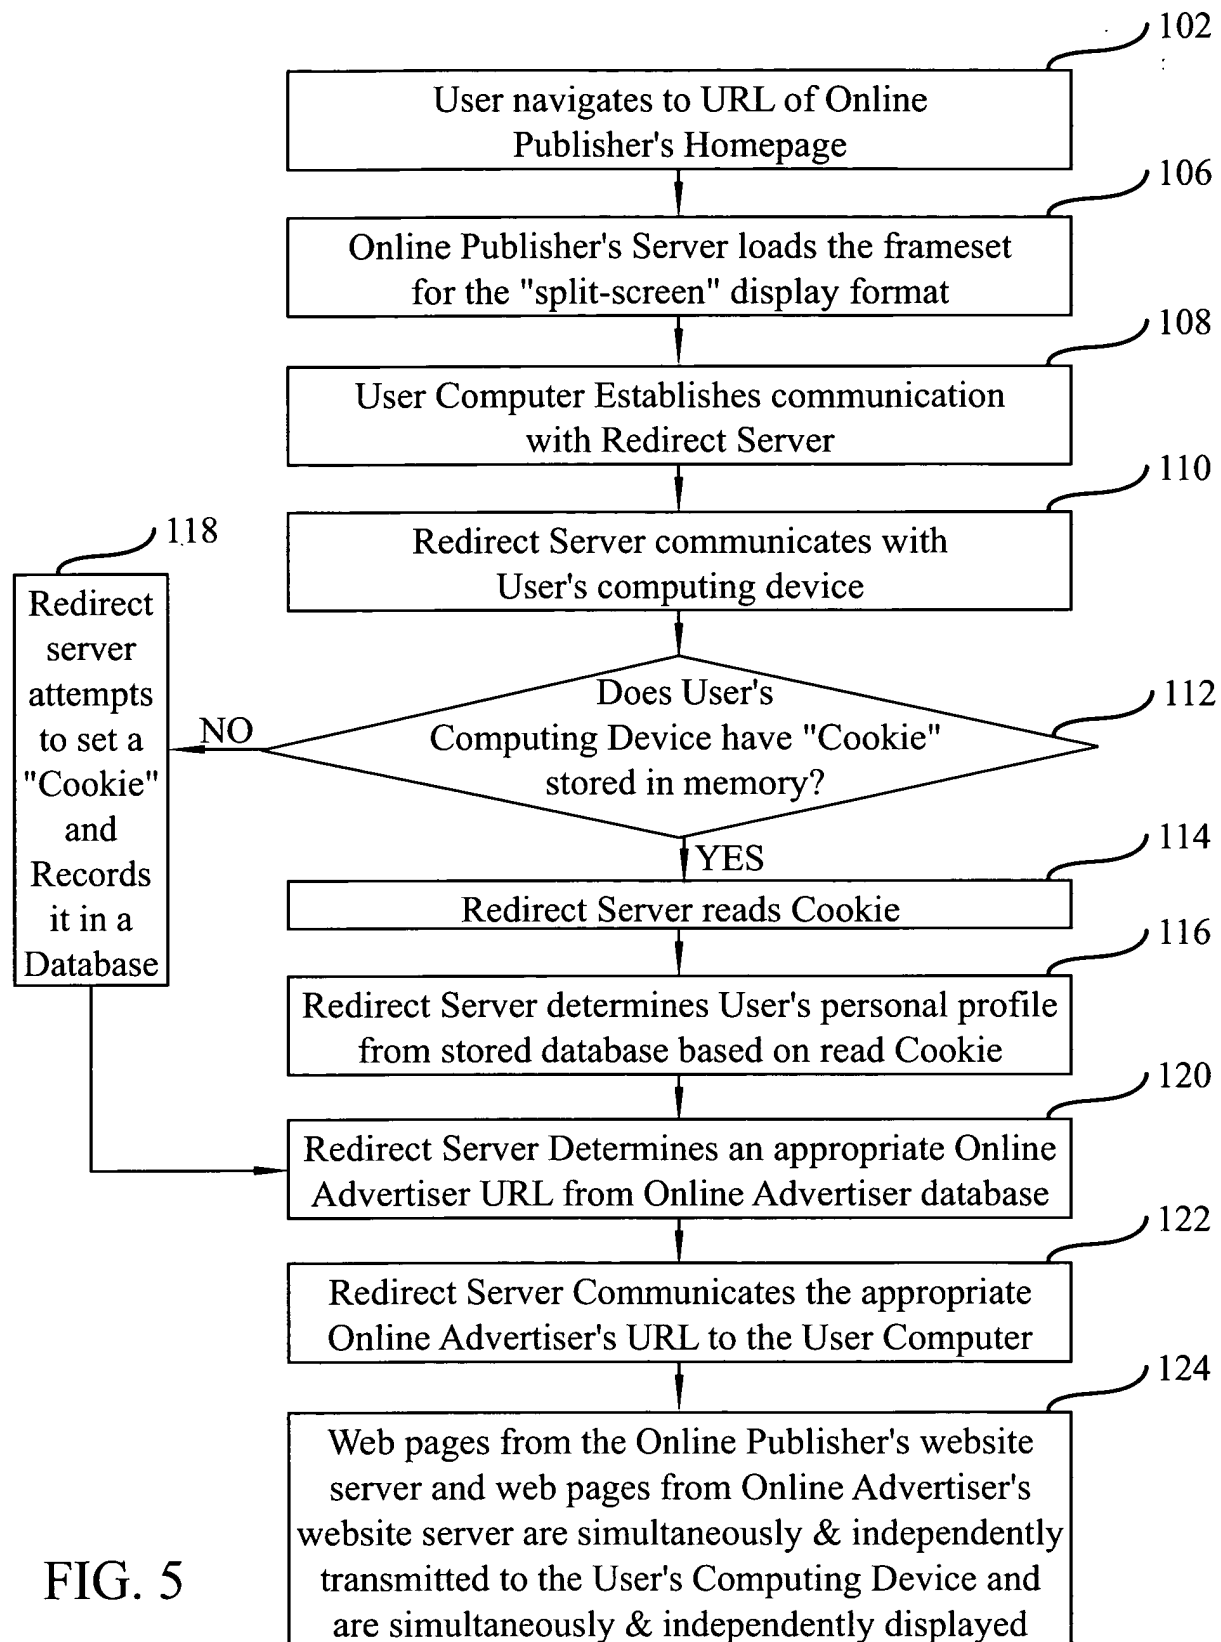 102
User navigates to URL of Online
Publisher's Homepage
106
Online Publisher's Server loads the frameset
for the "split-screen" display format
108
User Computer Establishes communication
with Redirect Server
110
Redirect Server communicates with
User's computing device
118
Redirect
server
attempts
to set a
"Cookie"
and
Records
it in a
Database
NO
Does User's
Computing Device have "Cookie"
stored in memory?
112
YES
114
Redirect Server reads Cookie
116
Redirect Server determines User's personal profile
from stored database based on read Cookie
120
Redirect Server Determines an appropriate Online
Advertiser URL from Online Advertiser database
122
Redirect Server Communicates the appropriate
Online Advertiser's URL to the User Computer
124
Web pages from the Online Publisher's website
server and web pages from Online Advertiser's
website server are simultaneously & independently
transmitted to the User's Computing Device and
are simultaneously & independently displayed
FIG. 5